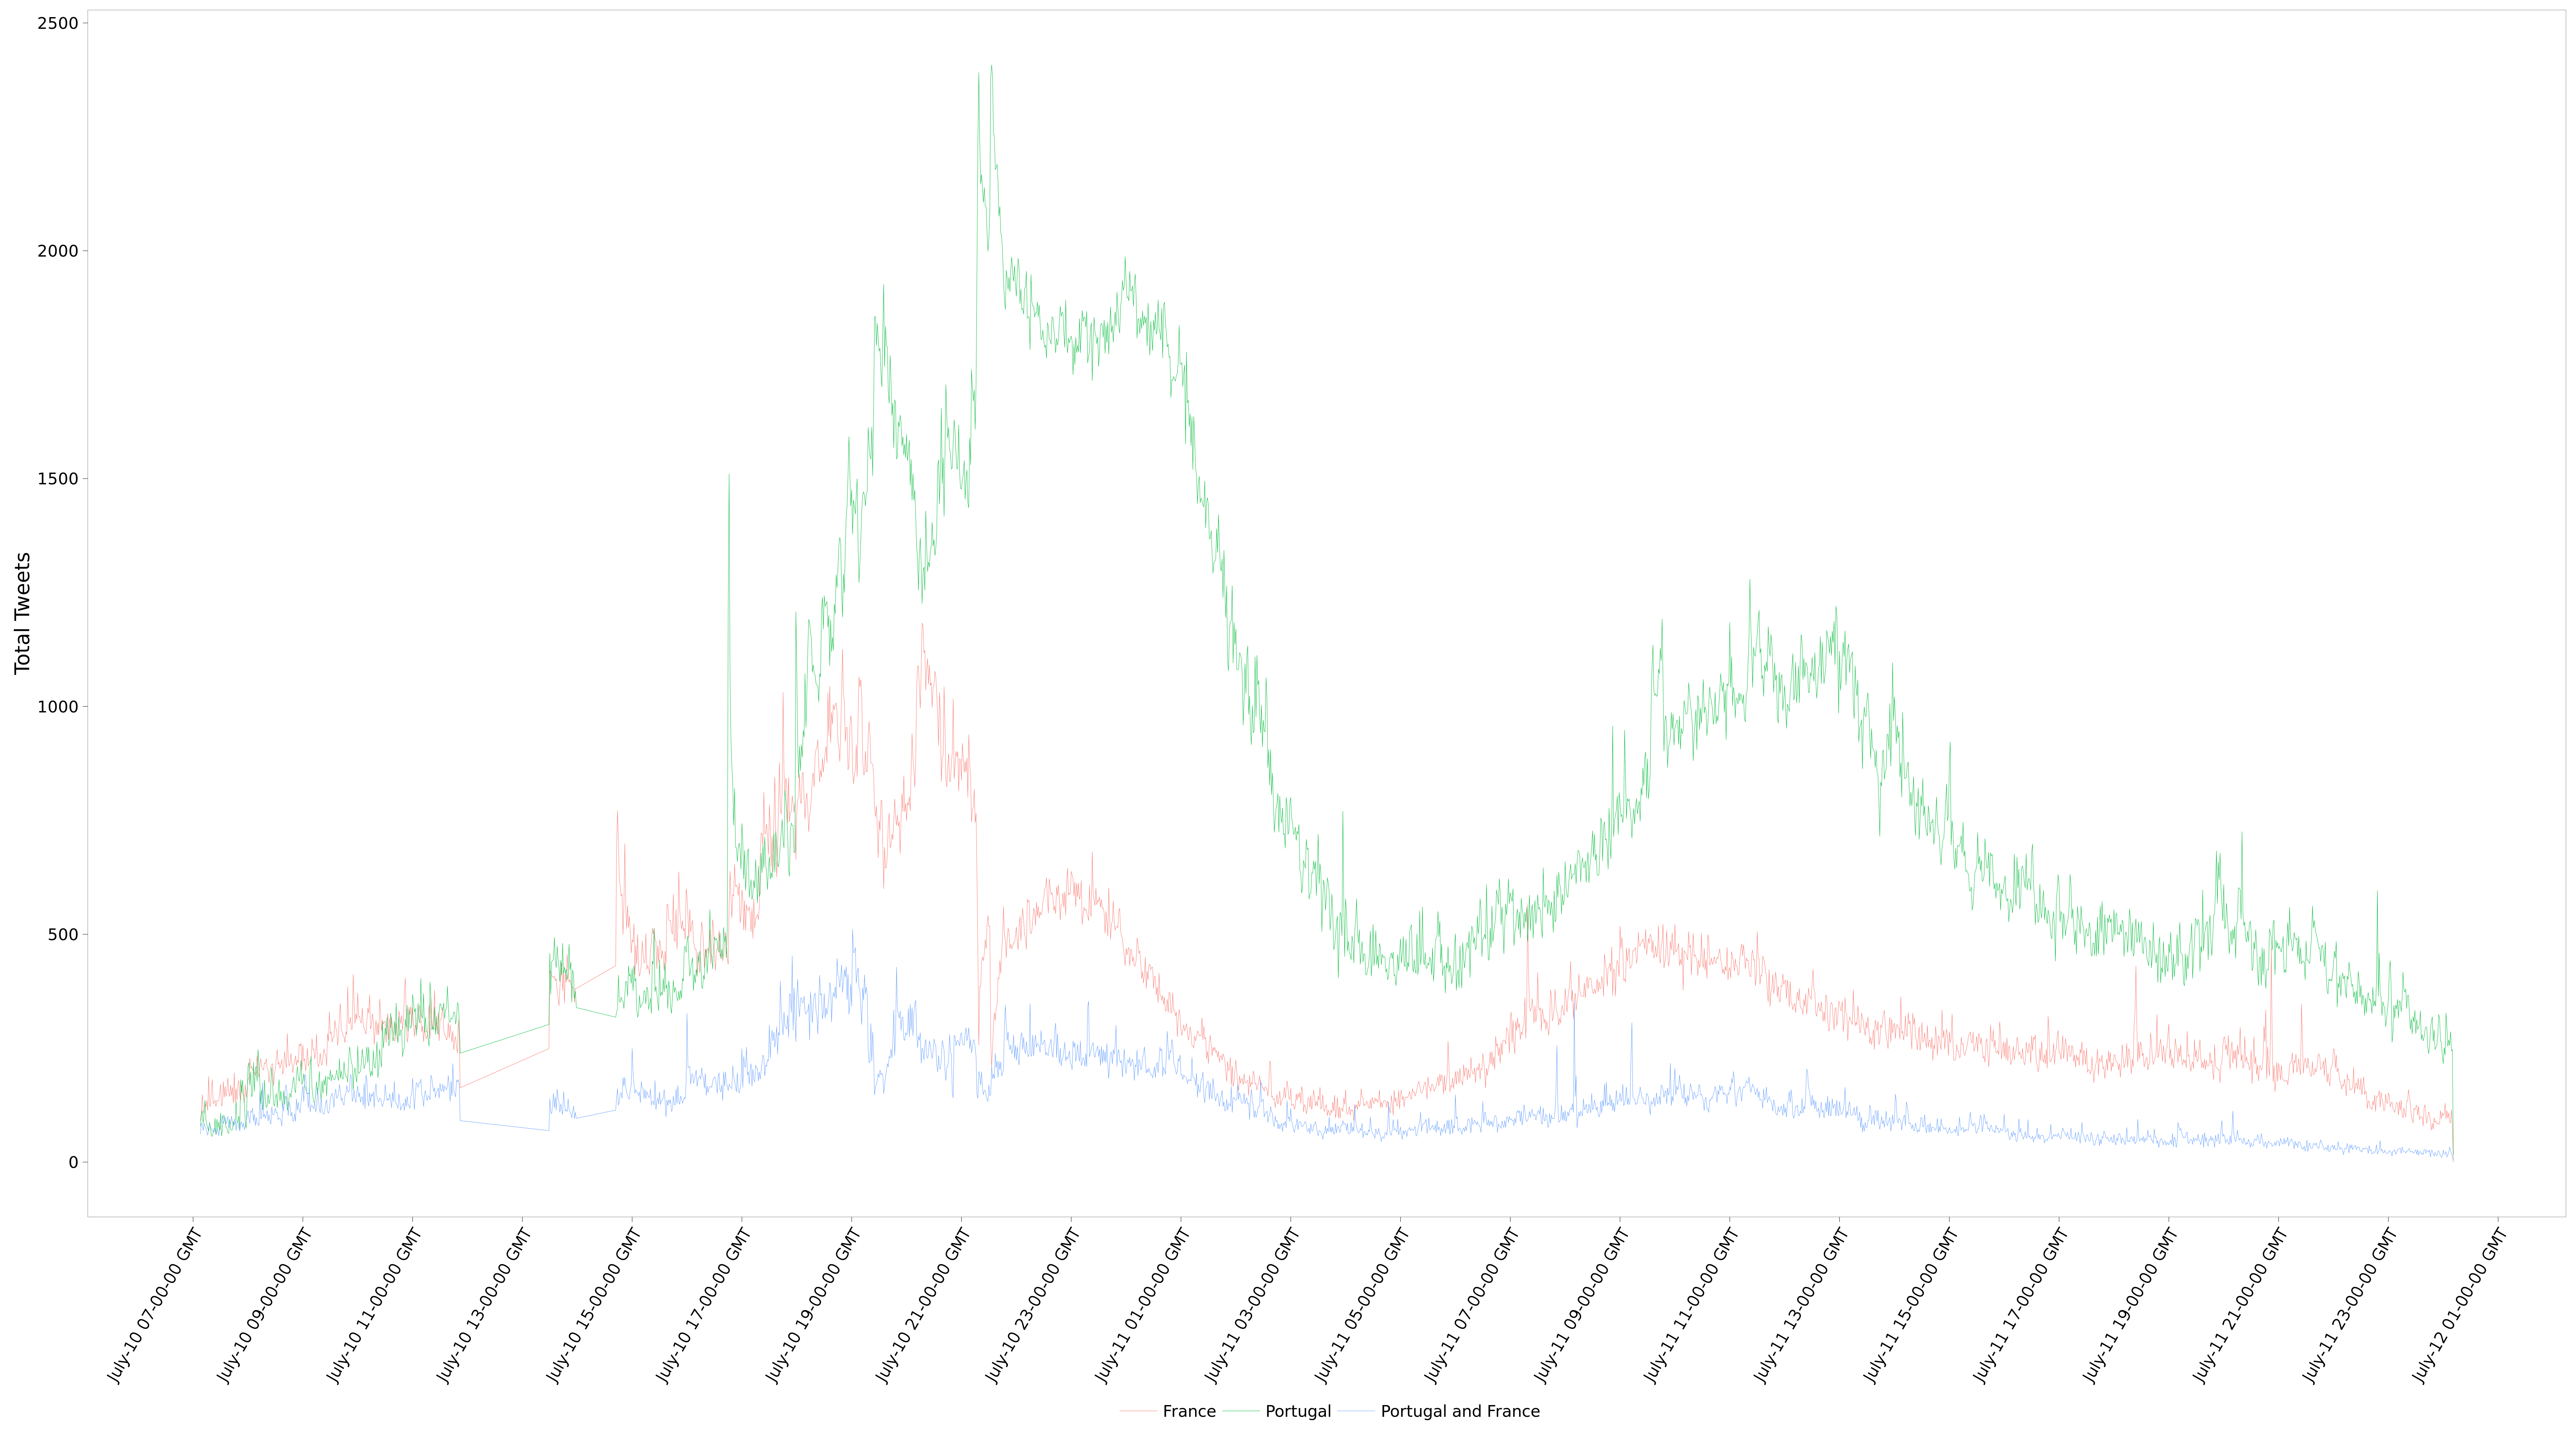 2500
2000
1500
1000
500
0
Total Tweets
July-10 07-00-00 GMT
July-10 09-00-00 GMT
July-10 11-00-00 GMT
July-10 13-00-00 GMT
July-10 15-00-00 GMT
July-10 17-00-00 GMT
July-10 19-00-00 GMT
July-10 21-00-00 GMT
July-10 23-00-00 GMT
July-11 01-00-00 GMT
July-11 03-00-00 GMT
July-11 05-00-00 GMT
July-11 07-00-00 GMT
July-11 09-00-00 GMT
July-11 11-00-00 GMT
July-11 13-00-00 GMT
July-11 15-00-00 GMT
July-11 17-00-00 GMT
July-11 19-00-00 GMT
July-11 21-00-00 GMT
July-11 23-00-00 GMT
July-12 01-00-00 GMT
France Portugal Portugal and France